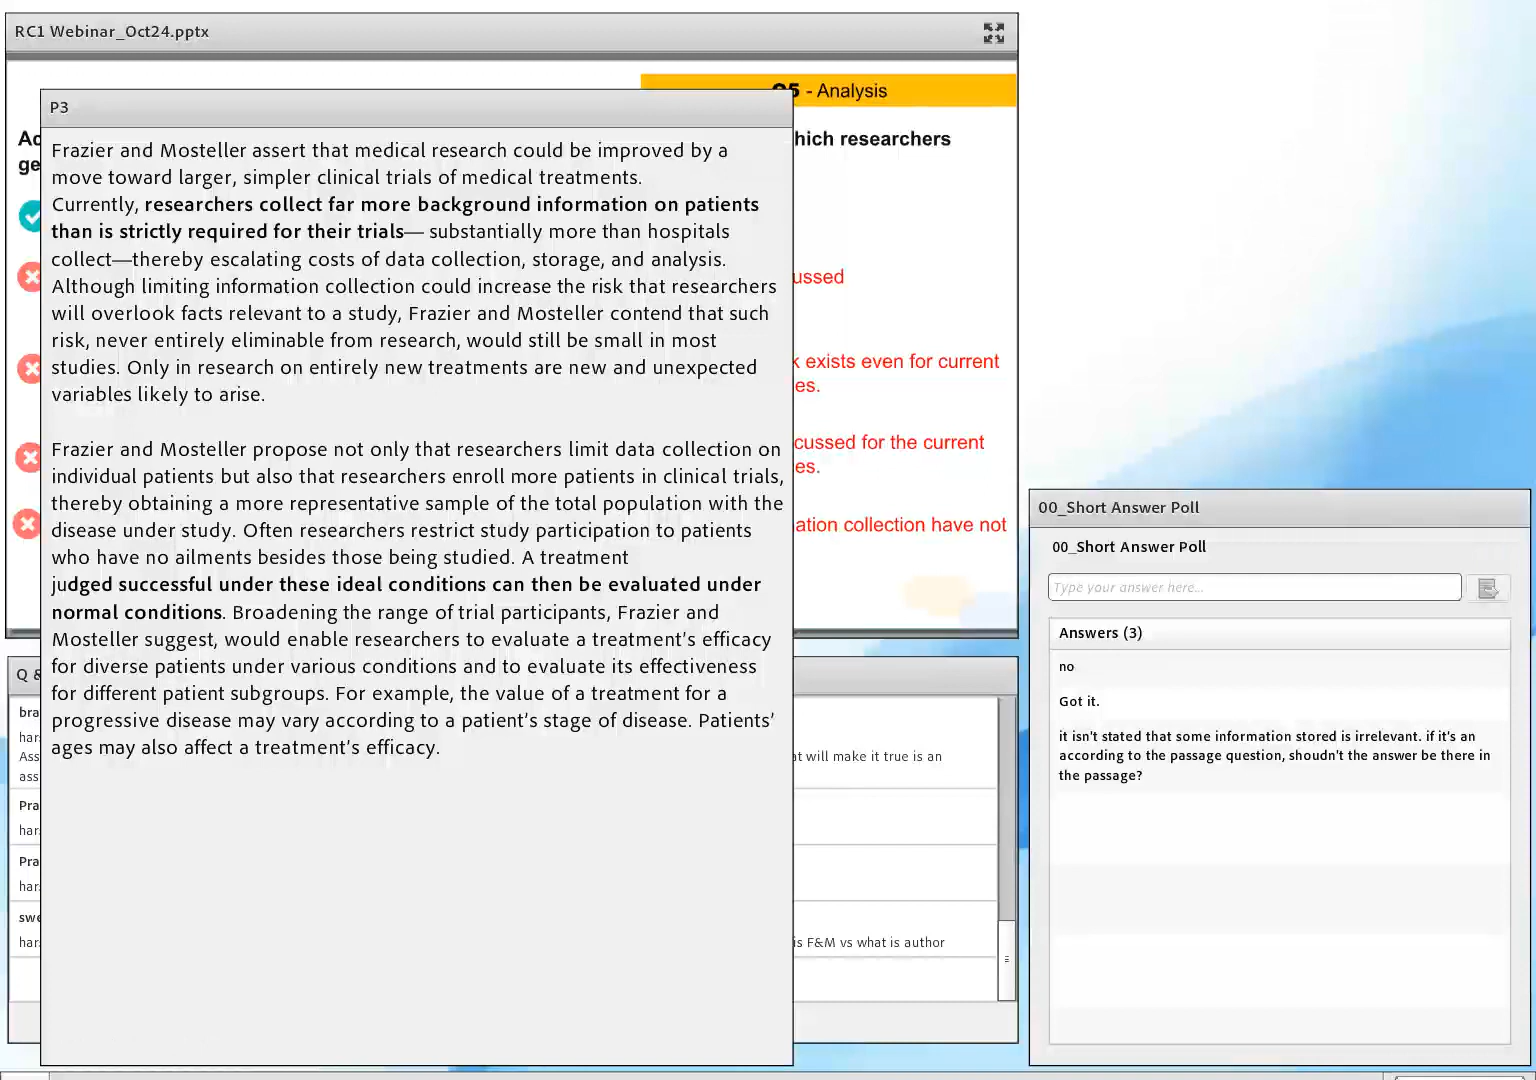 RC1 Webinar_Oct24.pptx
- Analysis
hich researchers
ge
P3
Frazier and Mosteller assert that medical research could be improved by a
move toward larger, simpler clinical trials of medical treatments.
Currently, researchers collect far more background information on patients
than is strictly required for their trials— substantially more than hospitals
collect—thereby escalating costs of data collection, storage, and analysis.
Although limiting information collection could increase the risk that researchers
will overlook facts relevant to a study, Frazier and Mosteller contend that such
risk, never entirely eliminable from research, would still be small in most
studies. Only in research on entirely new treatments are new and unexpected
variables likely to arise.
Frazier and Mosteller propose not only that researchers limit data collection on
individual patients but also that researchers enroll more patients in clinical trials,
thereby obtaining a more representative sample of the total population with the
disease under study. Often researchers restrict study participation to patients
who have no ailments besides those being studied. A treatment
judged successful under these ideal conditions can then be evaluated under
normal conditions. Broadening the range of trial participants, Frazier and
Mosteller suggest, would enable researchers to evaluate a treatment’s efficacy
for diverse patients under various conditions and to evaluate its effectiveness
for different patient subgroups. For example, the value of a treatment for a
progressive disease may vary according to a patient’s stage of disease. Patients’
ages may also affect a treatment’s efficacy.
ussed
k exists even for current
es.
cussed for the current
es.
ation collection have not
Q &
bra
har
Ass
at will make it true is an
ass
Pra
har
Pra
har
swe
har
is F&M vs what is author
00_Short Answer Poll
00_Short Answer Poll
Type your answer here...
Answers (3)
no
Got it.
it isn't stated that some information stored is irrelevant. if it's an
according to the passage question, shoudn't the answer be there in
the passage?